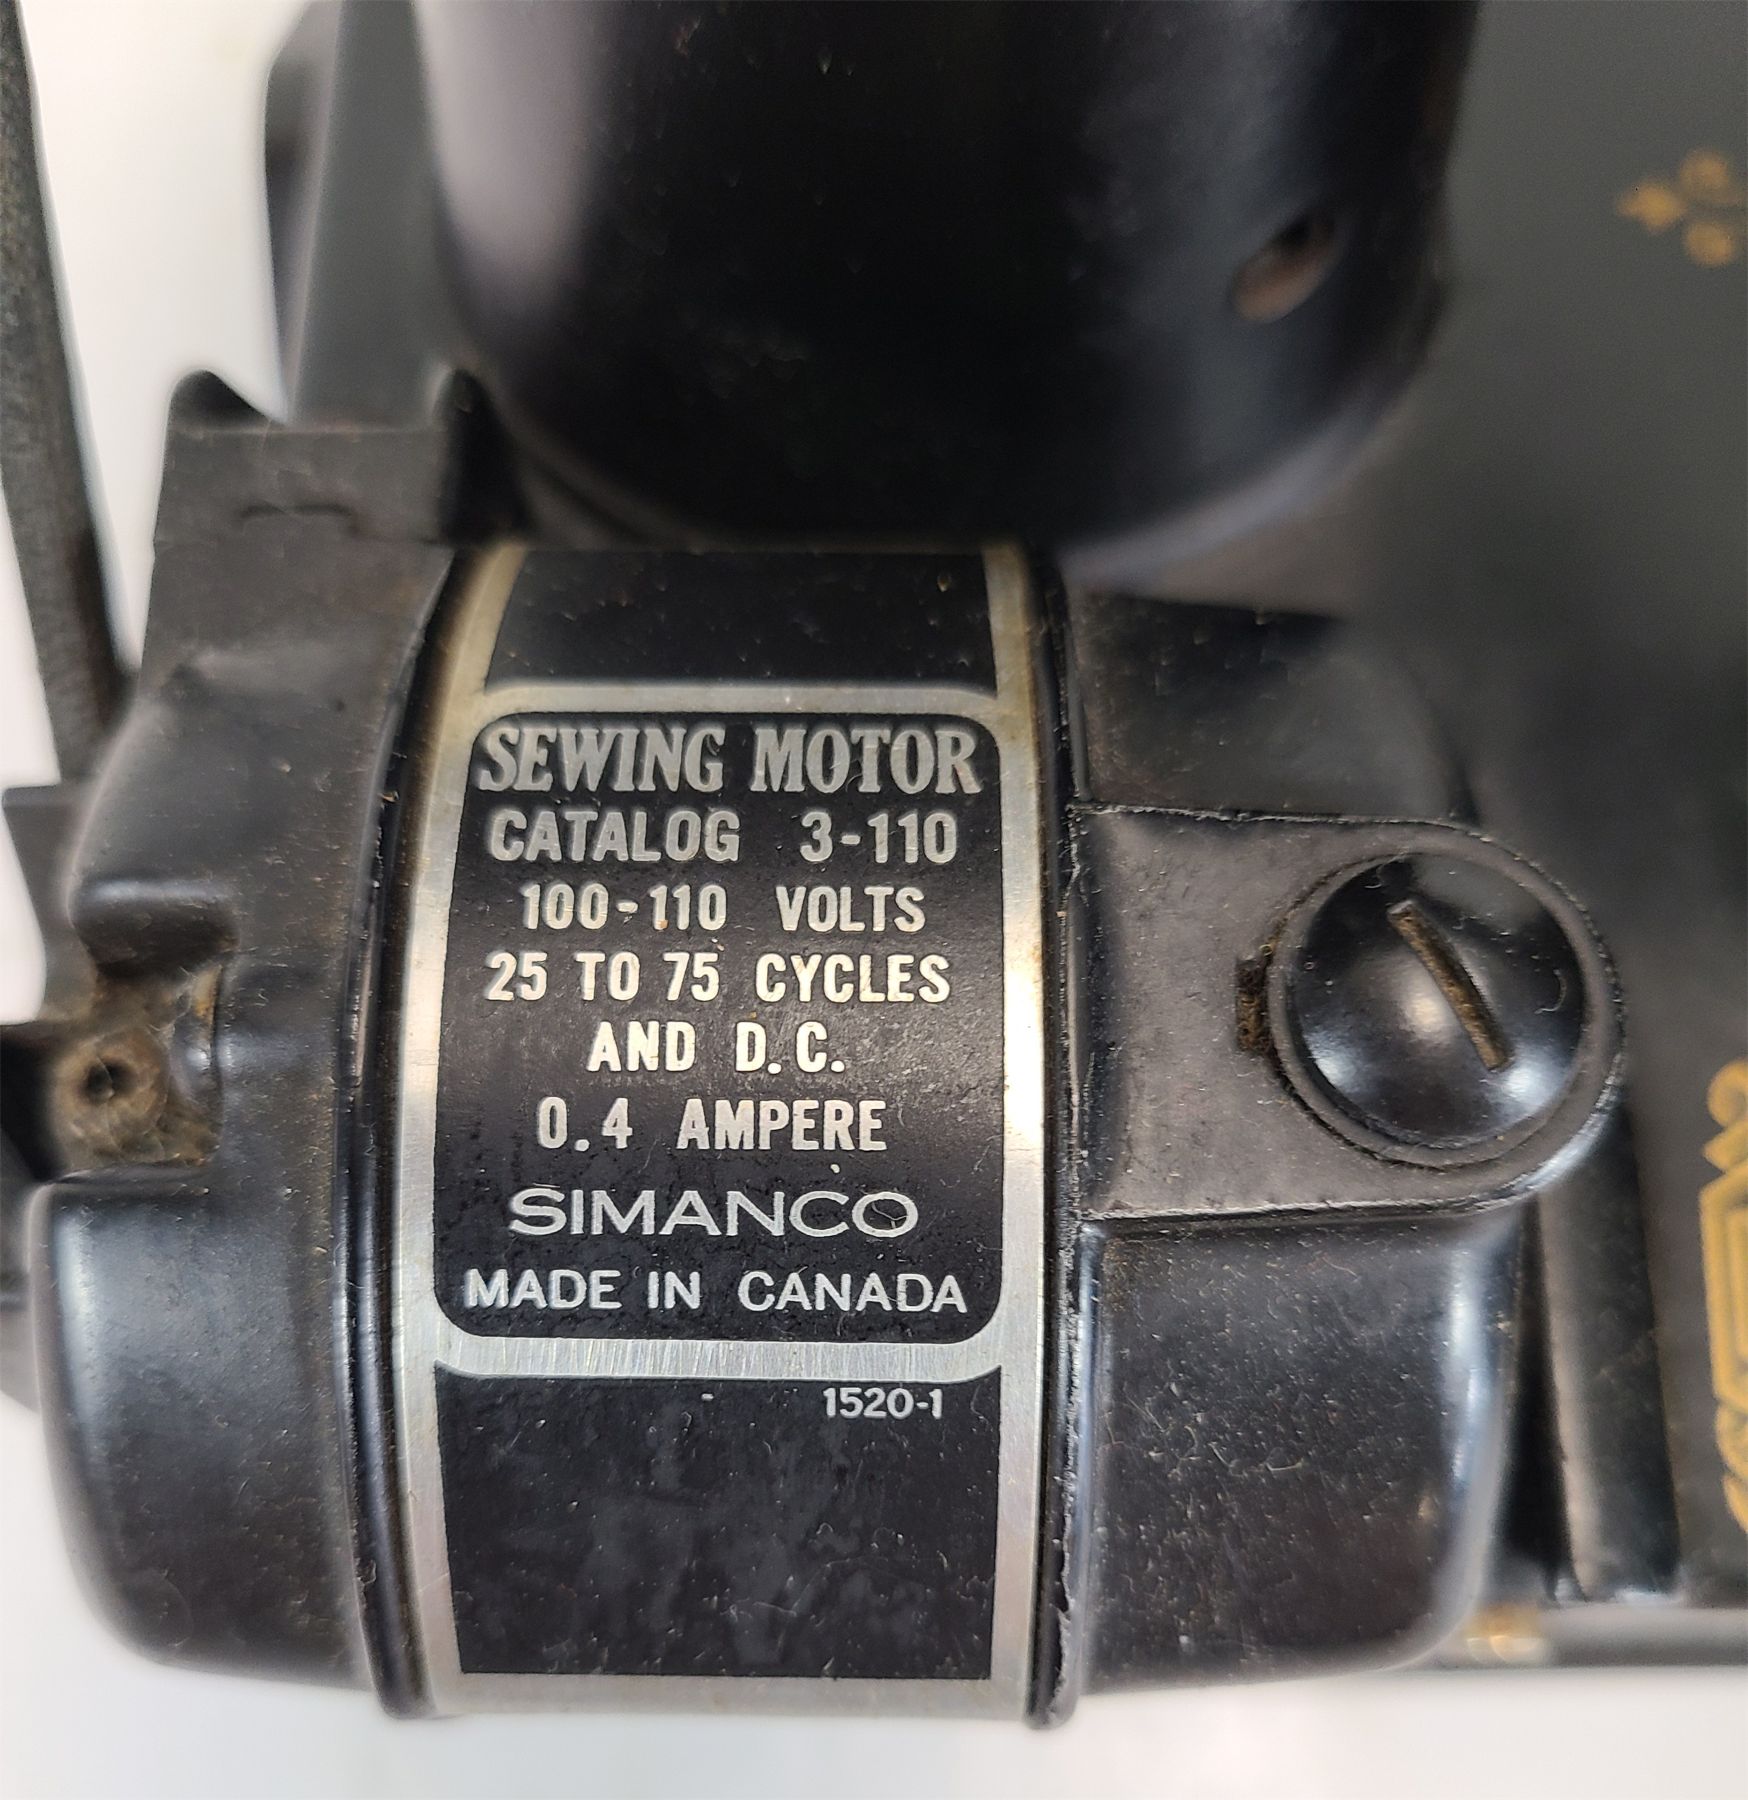 SEWING MOTOR
CATALOG 3-110
100-110 VOLTS
25 TO 75 CYCLES
AND D.C.
0.4 AMPERE
SIMANCO
MADE IN CANADA
1520-1